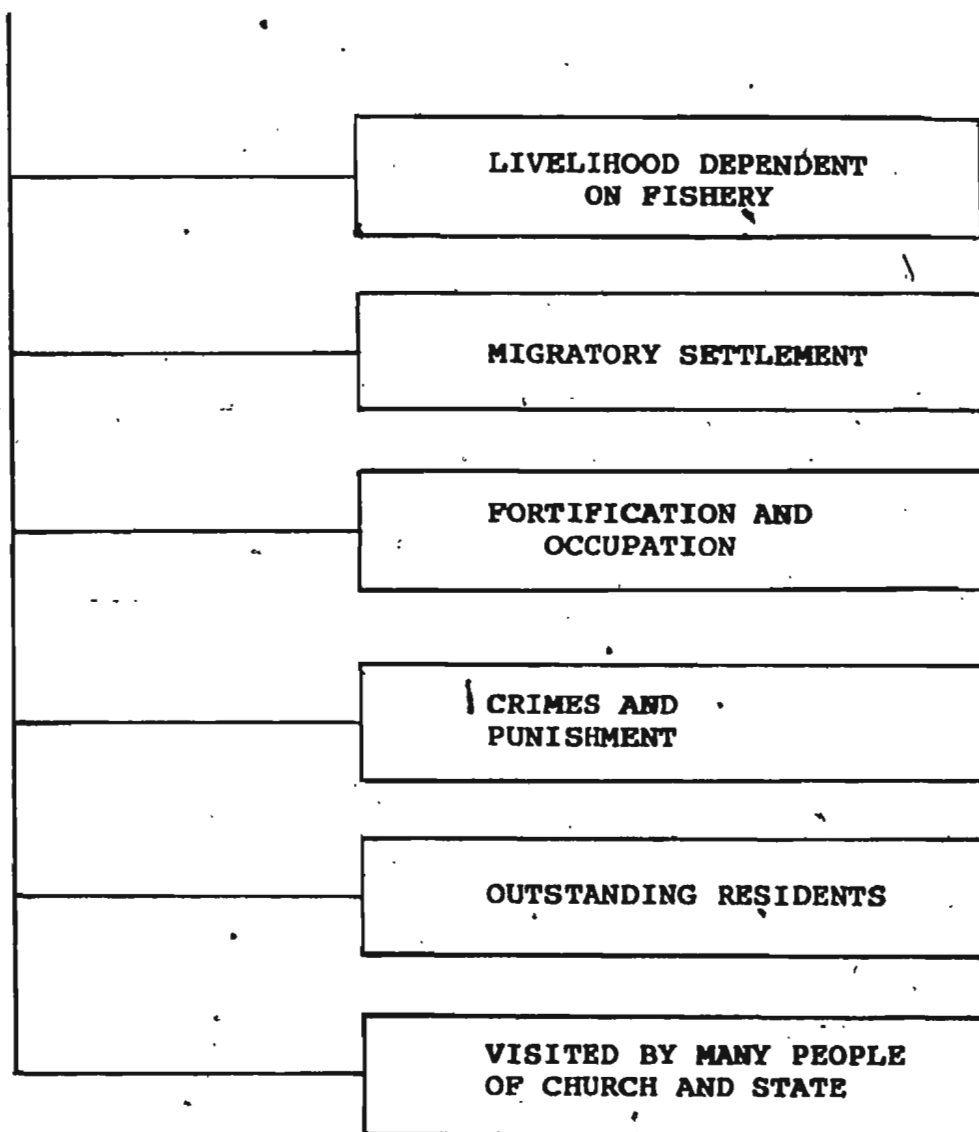 LIVELIHOOD DEPENDENT
ON FISHERY
MIGRATORY SETTLEMENT
FORTIFICATION AND
OCCUPATION
CRIMES AND
PUNISHMENT
OUTSTANDING RESIDENTS
VISITED BY MANY PEOPLE
OF CHURCH AND STATE